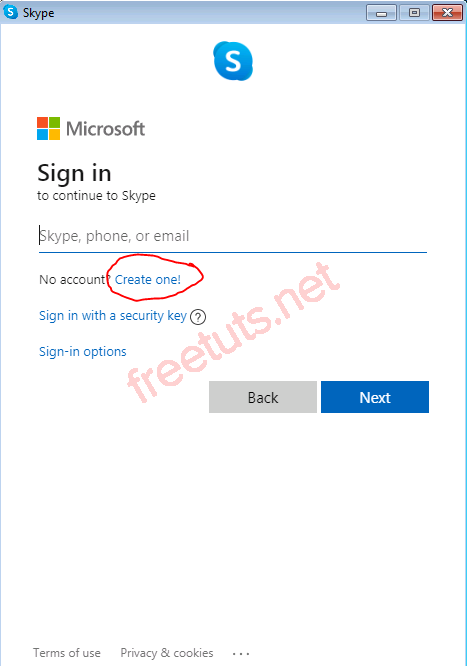 Skype
S
Microsoft
Sign in
to continue to Skype
Skype, phone, or email
No account? Create one!
Sign in with a security key ?
Sign-in options
freetuts.net
Back Next
Terms of use Privacy & cookies ...